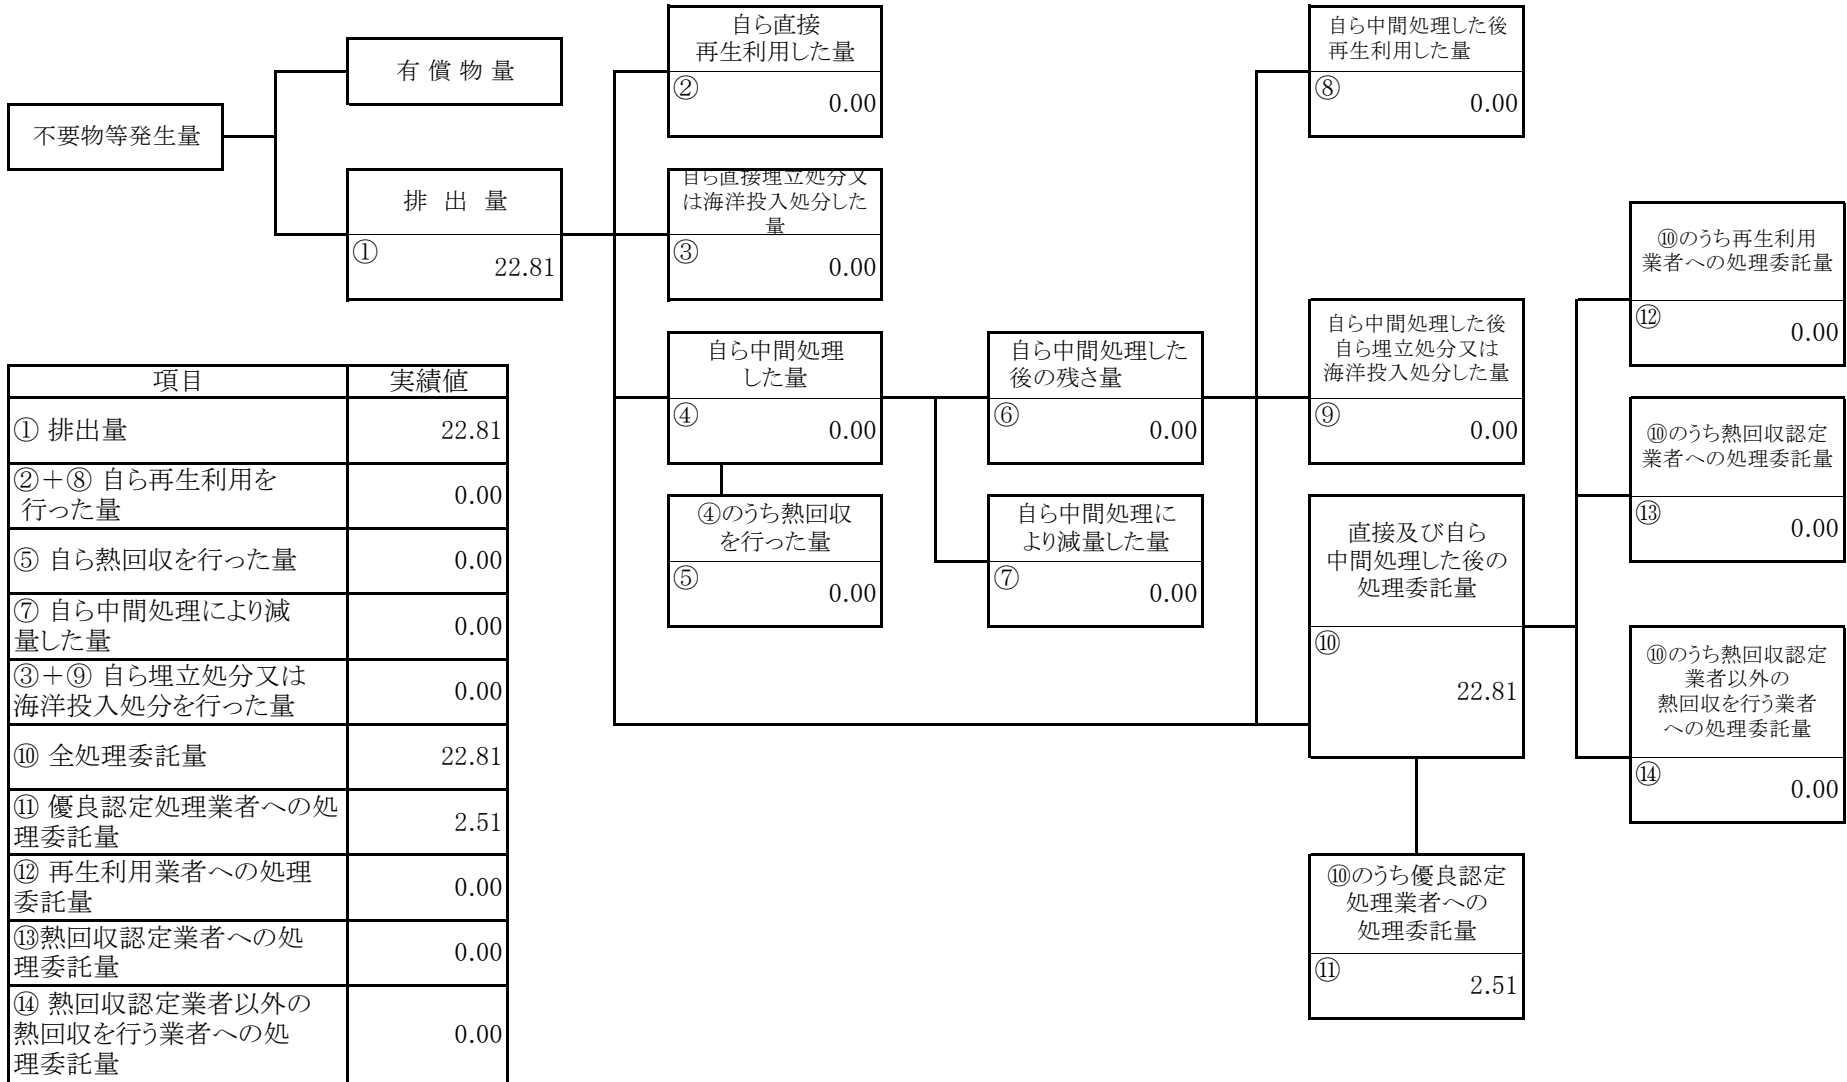 不要物等発生量
有 償 物 量
排 出 量
①
22.81
自ら直接
再生利用した量
②
0.00
自ら直接埋立処分又
は海洋投入処分した
量
③
0.00
自ら中間処理
した量
④
0.00
④のうち熱回収
を行った量
⑤
0.00
自ら中間処理した
後の残さ量
⑥
0.00
自ら中間処理に
より減量した量
⑦
0.00
自ら中間処理した後
再生利用した量
⑧
0.00
自ら中間処理した後
自ら埋立処分又は
海洋投入処分した量
⑨
0.00
直接及び自ら
中間処理した後の
処理委託量
⑩
22.81
⑩のうち優良認定
処理業者への
処理委託量
⑪
2.51
⑩のうち再生利用
業者への処理委託量
⑫
0.00
⑩のうち熱回収認定
業者への処理委託量
⑬
0.00
⑩のうち熱回収認定
業者以外の
熱回収を行う業者
への処理委託量
⑭
0.00
項目 実績値
① 排出量 22.81
②＋⑧ 自ら再生利用を
行った量 0.00
⑤ 自ら熱回収を行った量 0.00
⑦ 自ら中間処理により減
量した量 0.00
③＋⑨ 自ら埋立処分又は
海洋投入処分を行った量 0.00
⑩ 全処理委託量 22.81
⑪ 優良認定処理業者への処
理委託量 2.51
⑫ 再生利用業者への処理
委託量 0.00
⑬熱回収認定業者への処
理委託量 0.00
⑭ 熱回収認定業者以外の
熱回収を行う業者への処
理委託量 0.00